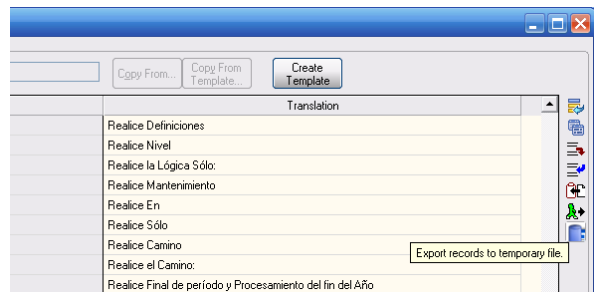 Copy From...
Copy From
Template...
Create
Template
Translation
Realice Definiciones
Realice Nivel
Realice la Lógica Sólo:
Realice Mantenimiento
Realice En
Realice Sólo
Realice Camino
Export records to temporary file.
Realice el Camino:
Realice Final de período y Procesamiento del fin del Año